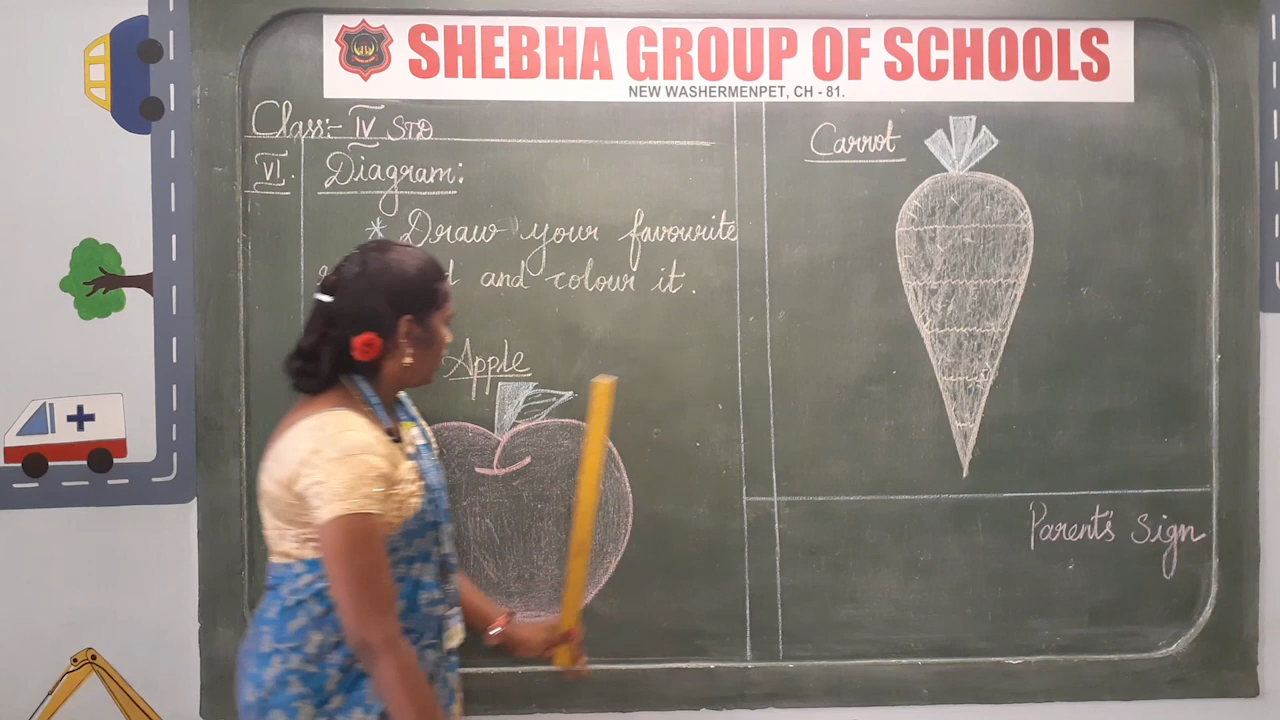 SHEBHA GROUP OF SCHOOLS
NEW WASHERMENPET, CH - 81.
Class:- IV STD
VI. Diagram:
* Draw your favourite
and colour it.
Apple
Carrot
Parent's Sign